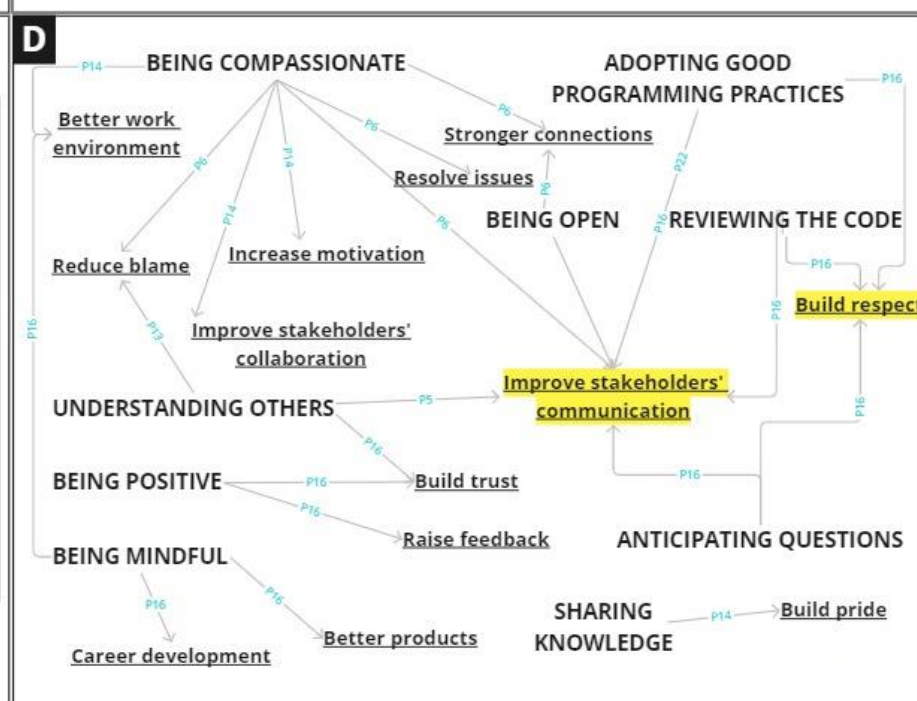 D
BEING COMPASSIONATE
ADOPTING GOOD
PROGRAMMING PRACTICES
P14
P16
P6
Better work
environment
Stronger connections
P6
P14
P6
P22
Resolve issues
P6
P14
P6
P16
BEING OPEN
REVIEWING THE CODE
Reduce blame
Increase motivation
P16
Build respect
P16
P16
P13
Improve stakeholders'
collaboration
Improve stakeholders'
communication
UNDERSTANDING OTHERS
P5
P16
P16
BEING POSITIVE
P16
Build trust
P16
P16
Raise feedback
ANTICIPATING QUESTIONS
BEING MINDFUL
P16
P16
SHARING
KNOWLEDGE
P14
Build pride
Better products
Career development